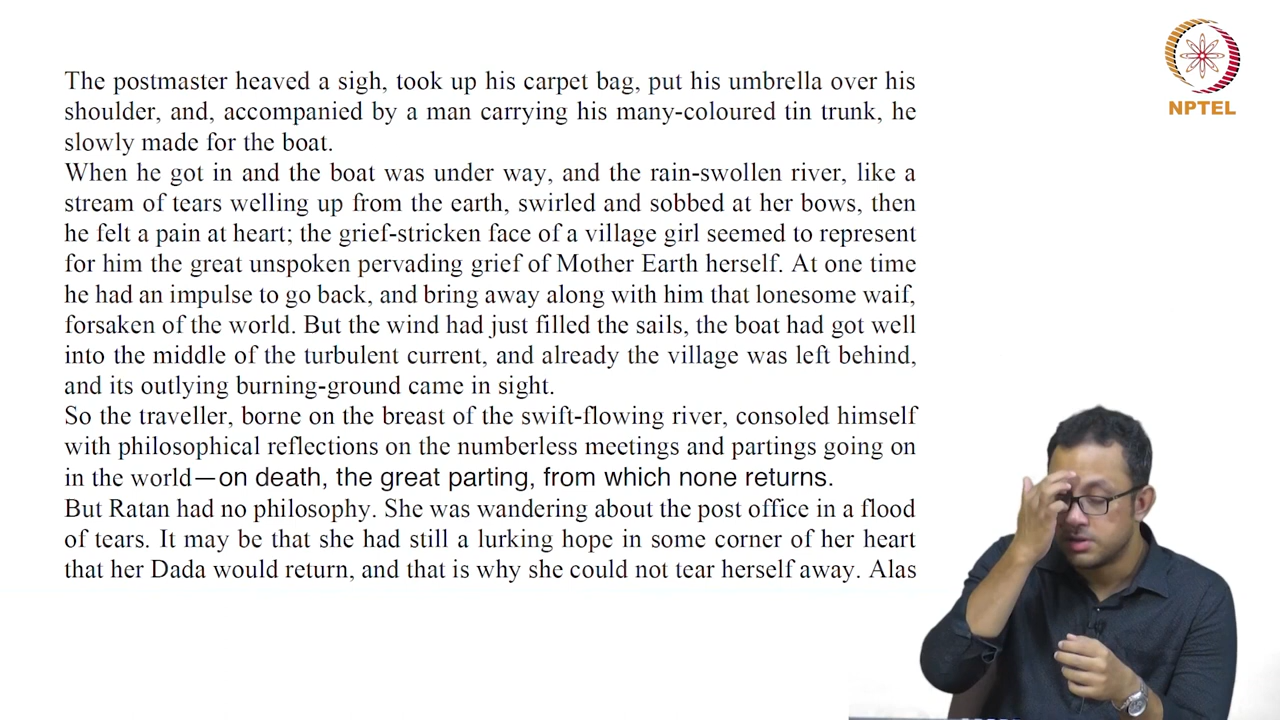 The postmaster heaved a sigh, took up his carpet bag, put his umbrella over his
shoulder, and, accompanied by a man carrying his many-coloured tin trunk, he
slowly made for the boat.
When he got in and the boat was under way, and the rain-swollen river, like a
stream of tears welling up from the earth, swirled and sobbed at her bows, then
he felt a pain at heart; the grief-stricken face of a village girl seemed to represent
for him the great unspoken pervading grief of Mother Earth herself. At one time
he had an impulse to go back, and bring away along with him that lonesome waif,
forsaken of the world. But the wind had just filled the sails, the boat had got well
into the middle of the turbulent current, and already the village was left behind,
and its outlying burning-ground came in sight.
So the traveller, borne on the breast of the swift-flowing river, consoled himself
with philosophical reflections on the numberless meetings and partings going on
in the world—on death, the great parting, from which none returns.
But Ratan had no philosophy. She was wandering about the post office in a flood
of tears. It may be that she had still a lurking hope in some corner of her heart
that her Dada would return, and that is why she could not tear herself away. Alas
NPTEL